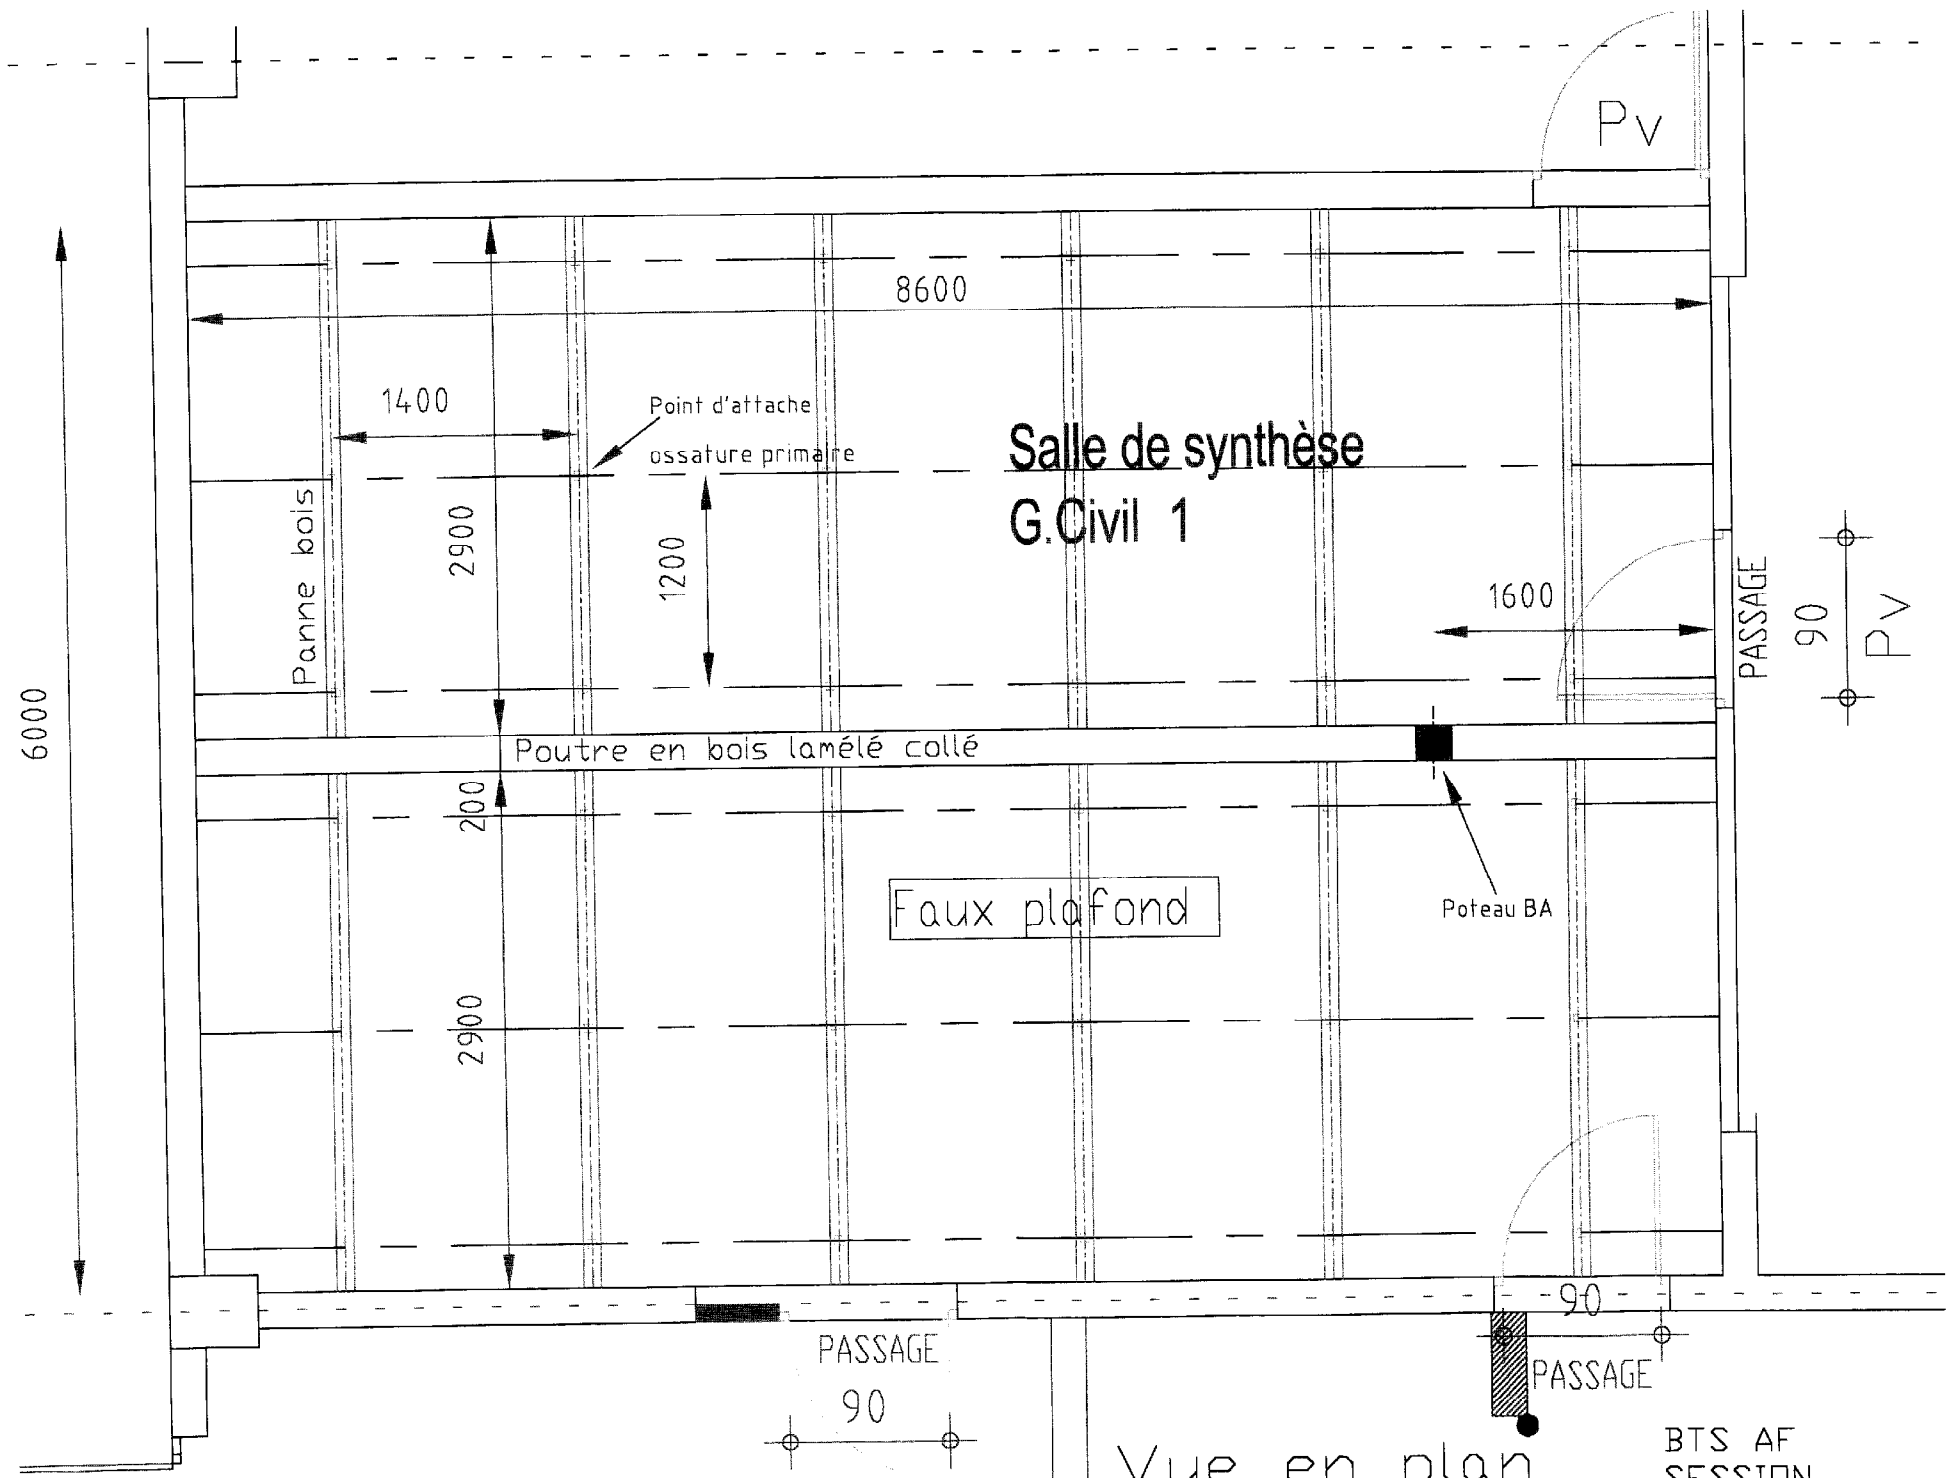 Pv
8600
1400
Point d'attache
ossature primaire
Salle de synthèse
G.Civil 1
Panne bois
2900
1200
1600
PASSAGE
90
Pv
6000
Poutre en bois lamélé collé
200
Faux plafond
Poteau BA
2900
90
PASSAGE
90
PASSAGE
Vue en plan
BTS AF
SESSION